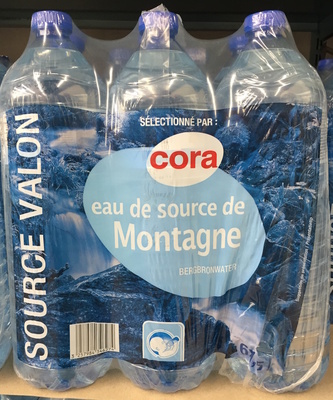 SOURCE VALON
SÉLECTIONNÉ PAR :
cora
eau de source de
Montagne
BERGBRONWATER